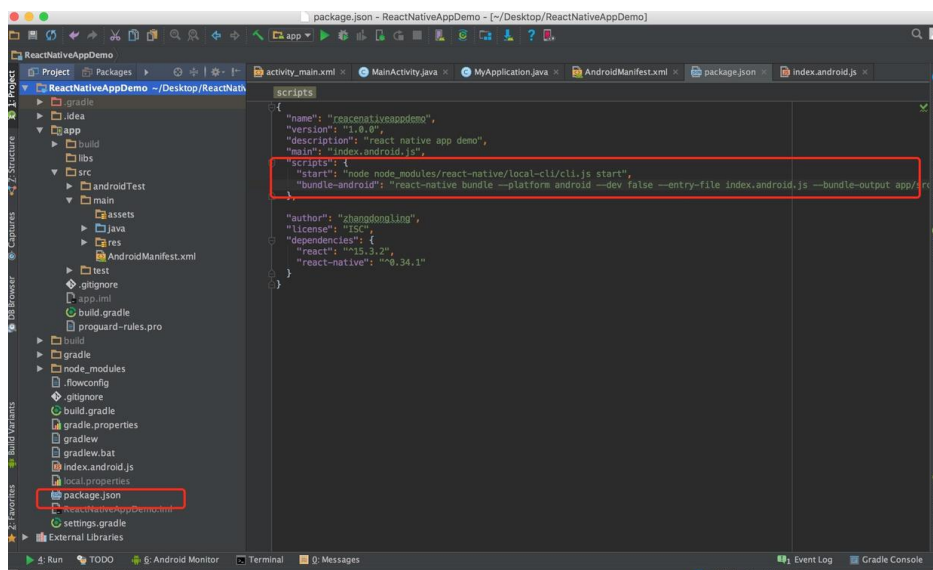 package.json - ReactNativeAppDemo - [~/Desktop/ReactNativeAppDemo]
app
ReactNativeAppDemo
Project
Packages
activity_main.xml
MainActivity.java
MyApplication.java
AndroidManifest.xml
package.json
index.android.js
1: Project
Z: Structure
Captures
DB Browser
Build Variants
2: Favorites
ReactNativeAppDemo ~/Desktop/ReactNativ
.gradle
.idea
app
build
libs
src
androidTest
main
assets
java
res
AndroidManifest.xml
test
.gitignore
app.iml
build.gradle
proguard-rules.pro
build
gradle
node_modules
.flowconfig
.gitignore
build.gradle
gradle.properties
gradlew
gradlew.bat
index.android.js
local.properties
package.json
ReactNativeAppDemo.iml
settings.gradle
External Libraries
scripts
{
"name": "reacenativeappdemo",
"version": "1.0.0",
"description": "react native app demo",
"main": "index.android.js",
"scripts": {
"start": "node node_modules/react-native/local-cli/cli.js start",
"bundle-android": "react-native bundle --platform android --dev false --entry-file index.android.js --bundle-output app/src
},
"author": "zhangdongling",
"license": "ISC",
"dependencies": {
"react": "^15.3.2",
"react-native": "^0.34.1"
}
}
4: Run
TODO
6: Android Monitor
Terminal
0: Messages
1 Event Log
Gradle Console